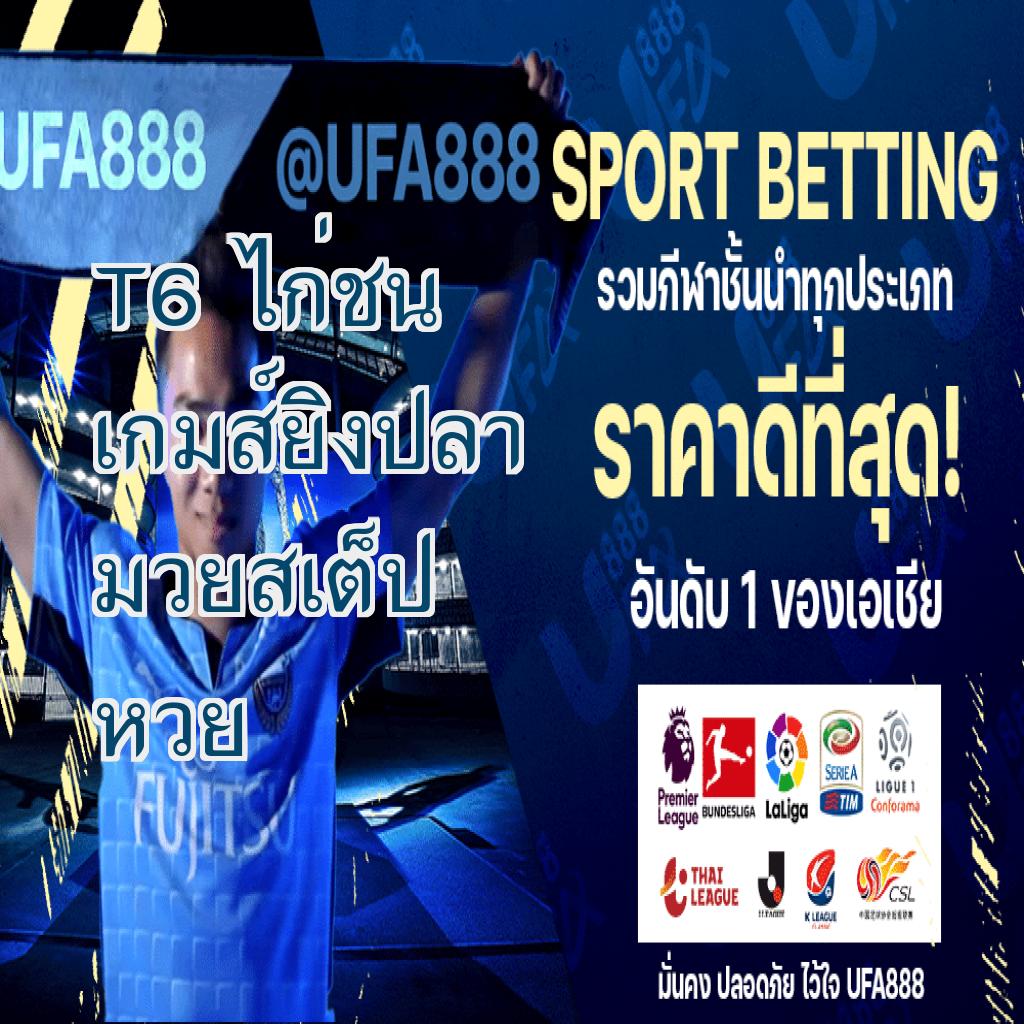 UFA888
@UFA888
SPORT BETTING
รวมกีฬาชั้นนำทุกประเภท
ราคาดีที่สุด!
อันดับ 1 ของเอเชีย
T6 ไก่ชน
เกมส์ยิงปลา
มวยสเต็ป
หวย
FUJITSU
Premier League
BUNDESLIGA
LaLiga
SERIE A
TIM
LIGUE 1
Conforama
THAI LEAGUE
J.LEAGUE
K LEAGUE
CSL
มั่นคง ปลอดภัย ไว้ใจ UFA888